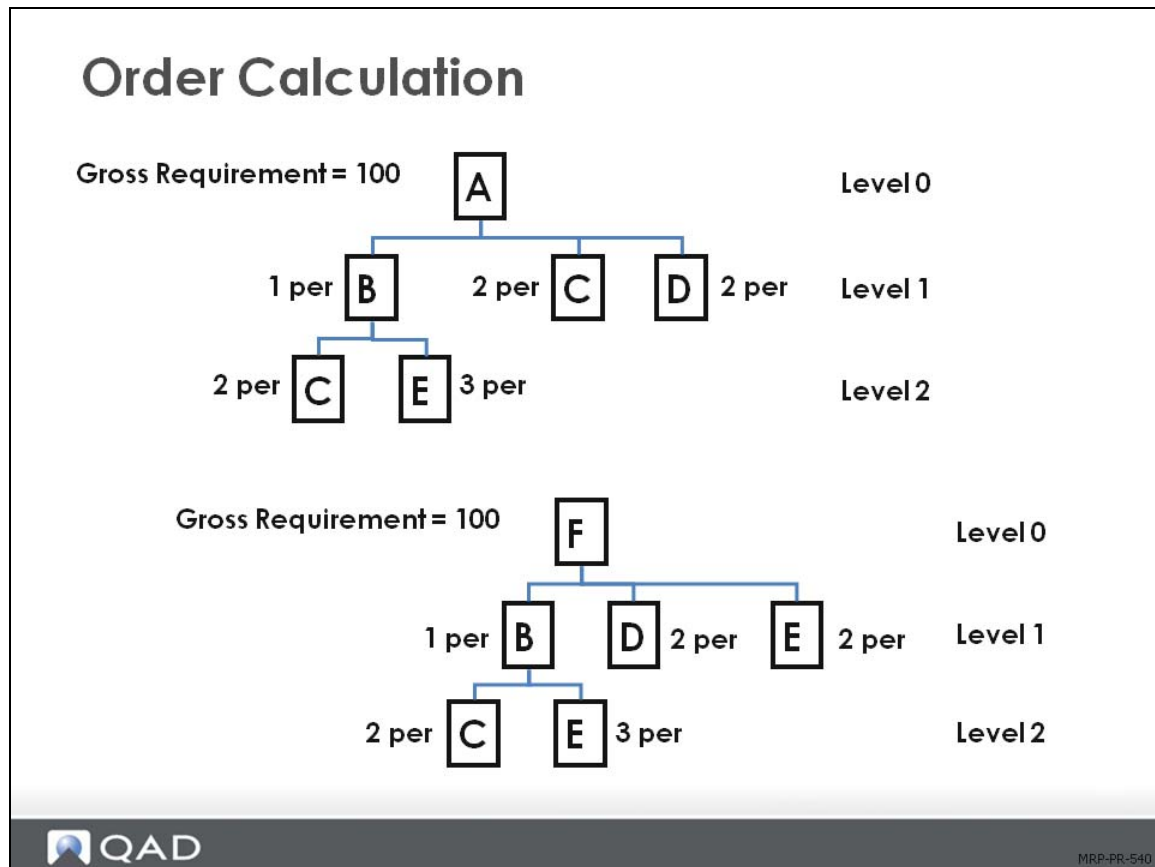 Order Calculation
Gross Requirement = 100 A Level 0
1 per B 2 per C D 2 per Level 1
2 per C E 3 per Level 2
Gross Requirement = 100 F Level 0
1 per B D 2 per E 2 per Level 1
2 per C E 3 per Level 2
QAD
MRP-PR-540